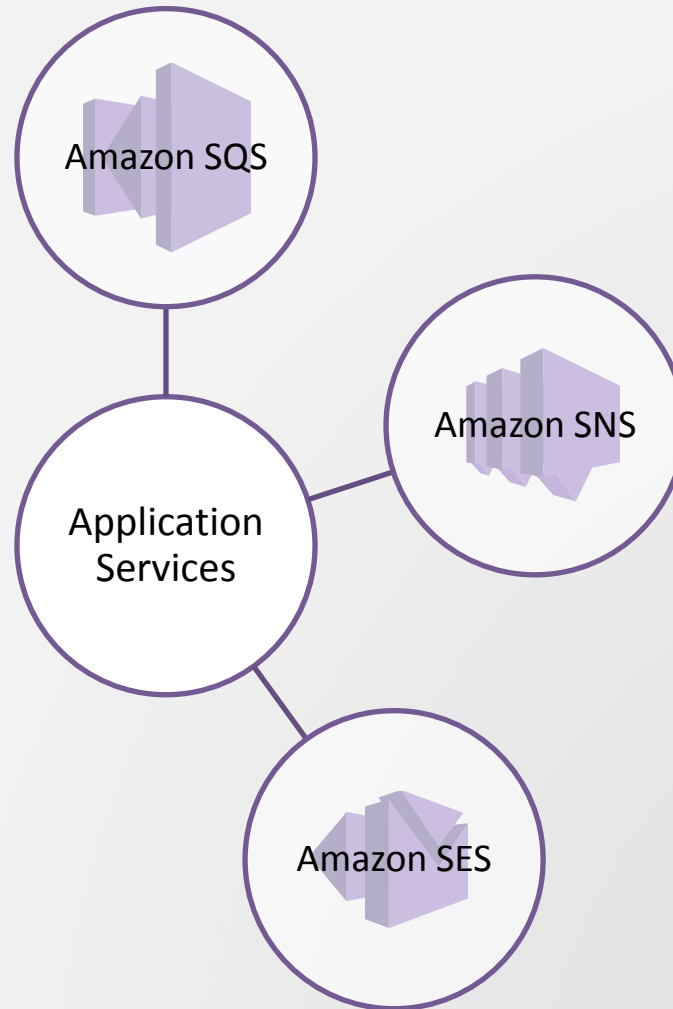 Amazon SQS
Amazon SNS
Application
Services
Amazon SES